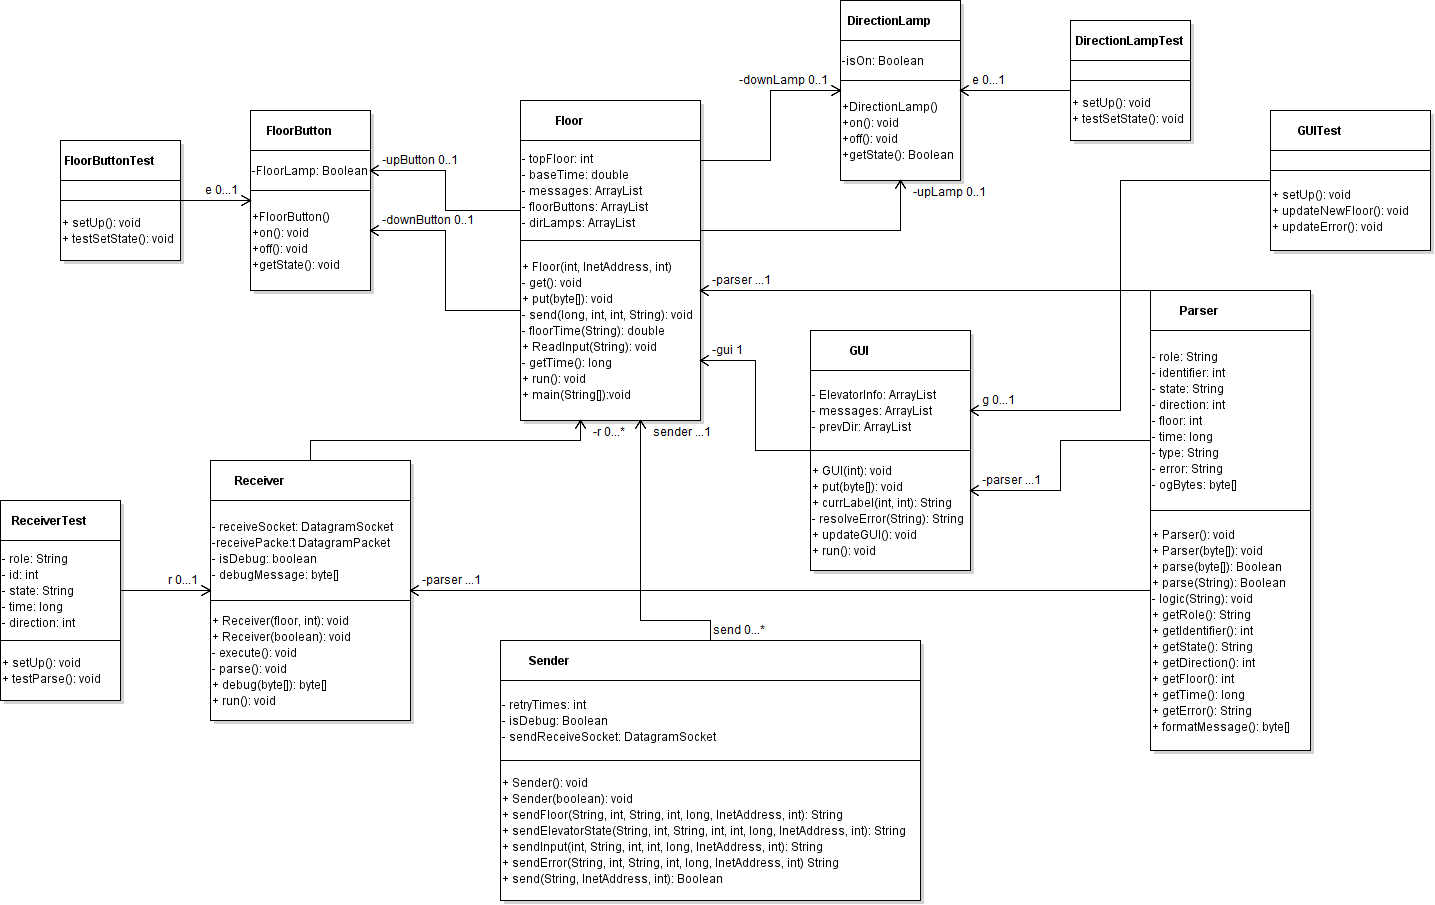 DirectionLamp
-isOn: Boolean
+DirectionLamp()
+on(): void
+off(): void
+getState(): Boolean
DirectionLampTest
+ setUp(): void
+ testSetState(): void
-downLamp 0..1
e 0...1
-upLamp 0..1
GUITest
+ setUp(): void
+ updateNewFloor(): void
+ updateError(): void
FloorButtonTest
+ setUp(): void
+ testSetState(): void
e 0...1
FloorButton
-FloorLamp: Boolean
+FloorButton()
+on(): void
+off(): void
+getState(): void
-upButton 0..1
-downButton 0..1
Floor
- topFloor: int
- baseTime: double
- messages: ArrayList
- floorButtons: ArrayList
- dirLamps: ArrayList
+ Floor(int, InetAddress, int)
- get(): void
+ put(byte[]): void
- send(long, int, int, String): void
- floorTime(String): double
+ ReadInput(String): void
- getTime(): long
+ run(): void
+ main(String[]):void
-parser ...1
-gui 1
-r 0...*
sender ...1
GUI
- ElevatorInfo: ArrayList
- messages: ArrayList
- prevDir: ArrayList
+ GUI(int): void
+ put(byte[]): void
+ currLabel(int, int): String
- resolveError(String): String
+ updateGUI(): void
+ run(): void
g 0...1
-parser ...1
Parser
- role: String
- identifier: int
- state: String
- direction: int
- floor: int
- time: long
- type: String
- error: String
- ogBytes: byte[]
+ Parser(): void
+ Parser(byte[]): void
+ parse(byte[]): Boolean
+ parse(String): Boolean
- logic(String): void
+ getRole(): String
+ getIdentifier(): int
+ getState(): String
+ getDirection(): int
+ getFloor(): int
+ getTime(): long
+ getError(): String
+ formatMessage(): byte[]
ReceiverTest
- role: String
- id: int
- state: String
- time: long
- direction: int
+ setUp(): void
+ testParse(): void
r 0...1
Receiver
- receiveSocket: DatagramSocket
-receivePacke:t DatagramPacket
- isDebug: boolean
- debugMessage: byte[]
+ Receiver(floor, int): void
+ Receiver(boolean): void
- execute(): void
- parse(): void
+ debug(byte[]): byte[]
+ run(): void
-parser ...1
send 0...*
Sender
- retryTimes: int
- isDebug: Boolean
- sendReceiveSocket: DatagramSocket
+ Sender(): void
+ Sender(boolean): void
+ sendFloor(String, int, String, int, long, InetAddress, int): String
+ sendElevatorState(String, int, String, int, int, long, InetAddress, int): String
+ sendInput(int, String, int, int, long, InetAddress, int): String
+ sendError(String, int, String, int, long, InetAddress, int) String
+ send(String, InetAddress, int): Boolean